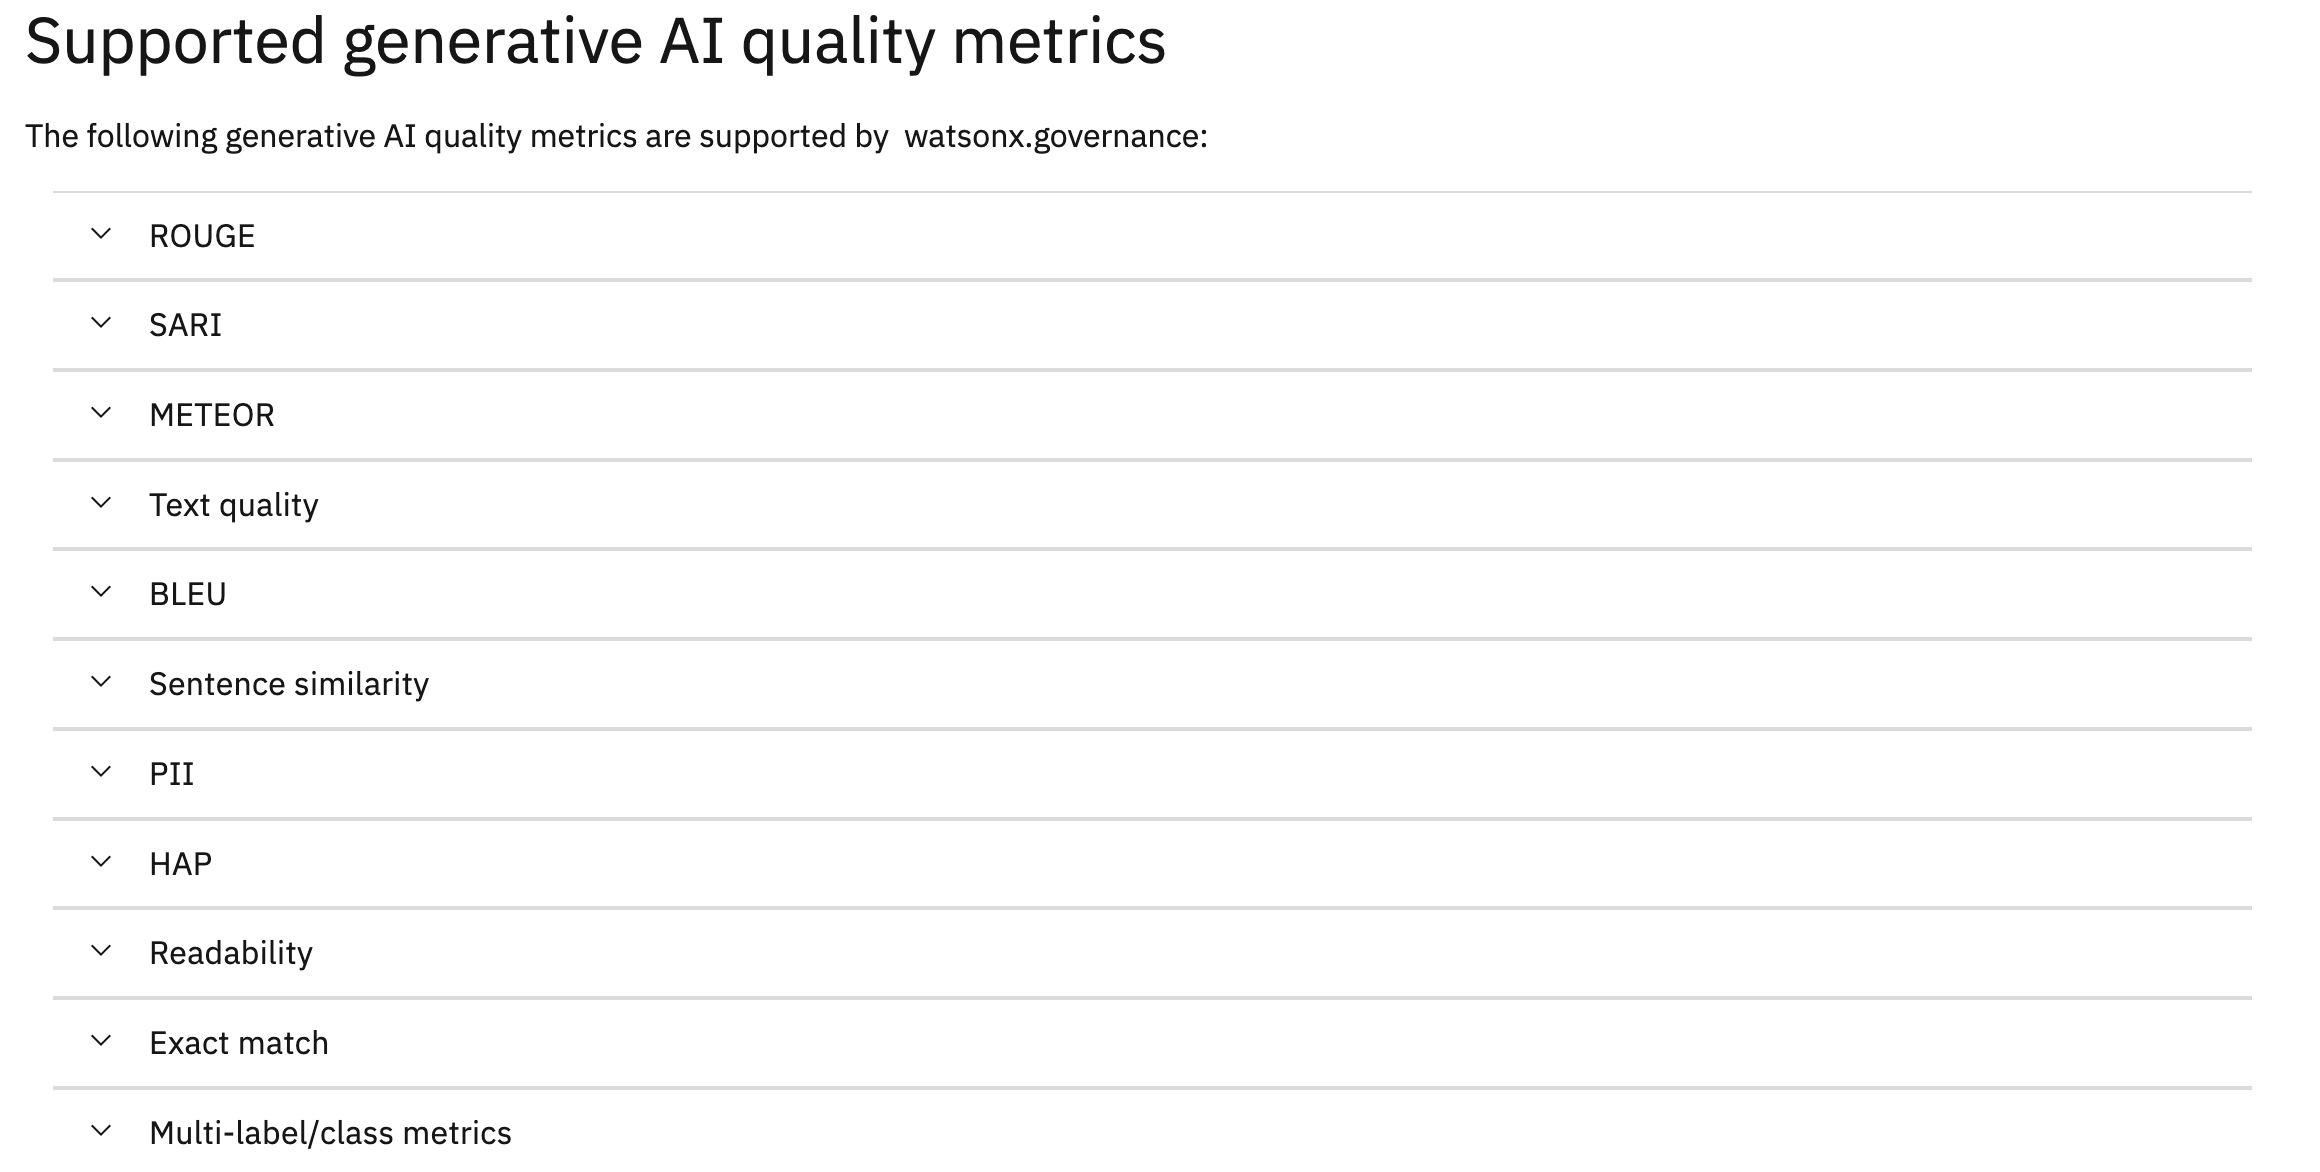 Supported generative AI quality metrics
The following generative AI quality metrics are supported by  watsonx.governance:
ROUGE
SARI
METEOR
Text quality
BLEU
Sentence similarity
PII
HAP
Readability
Exact match
Multi-label/class metrics